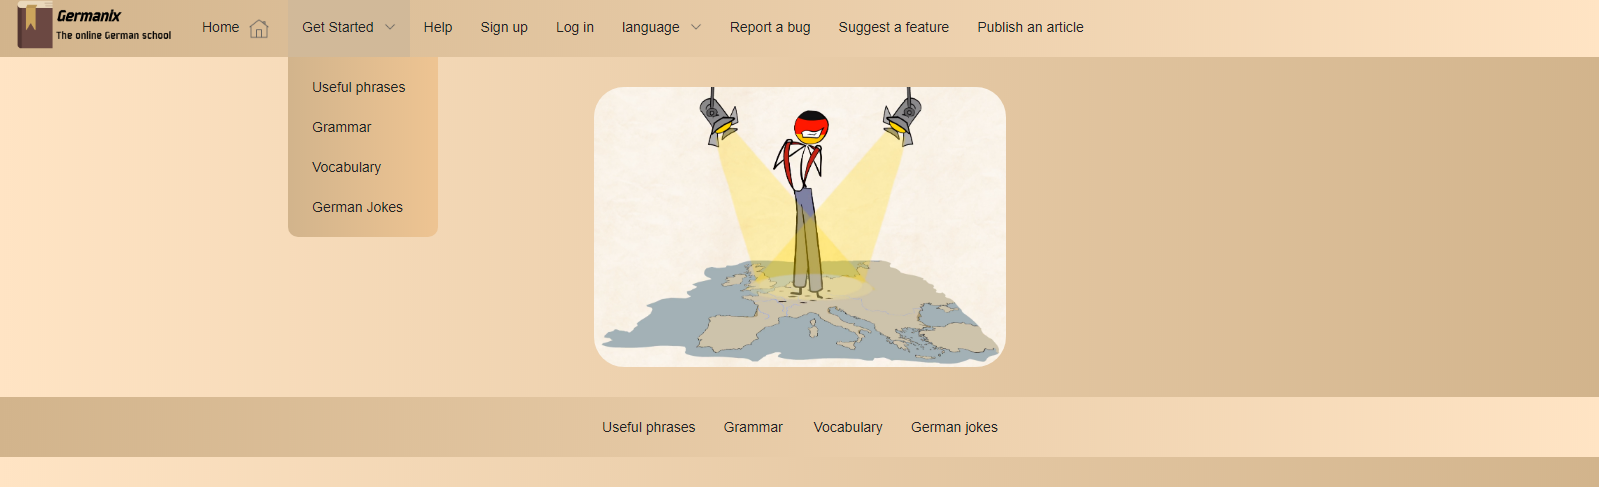 Germanix
The online German school
Home
Get Started
Help
Sign up
Log in
language
Report a bug
Suggest a feature
Publish an article
Useful phrases
Grammar
Vocabulary
German Jokes
Useful phrases
Grammar
Vocabulary
German jokes